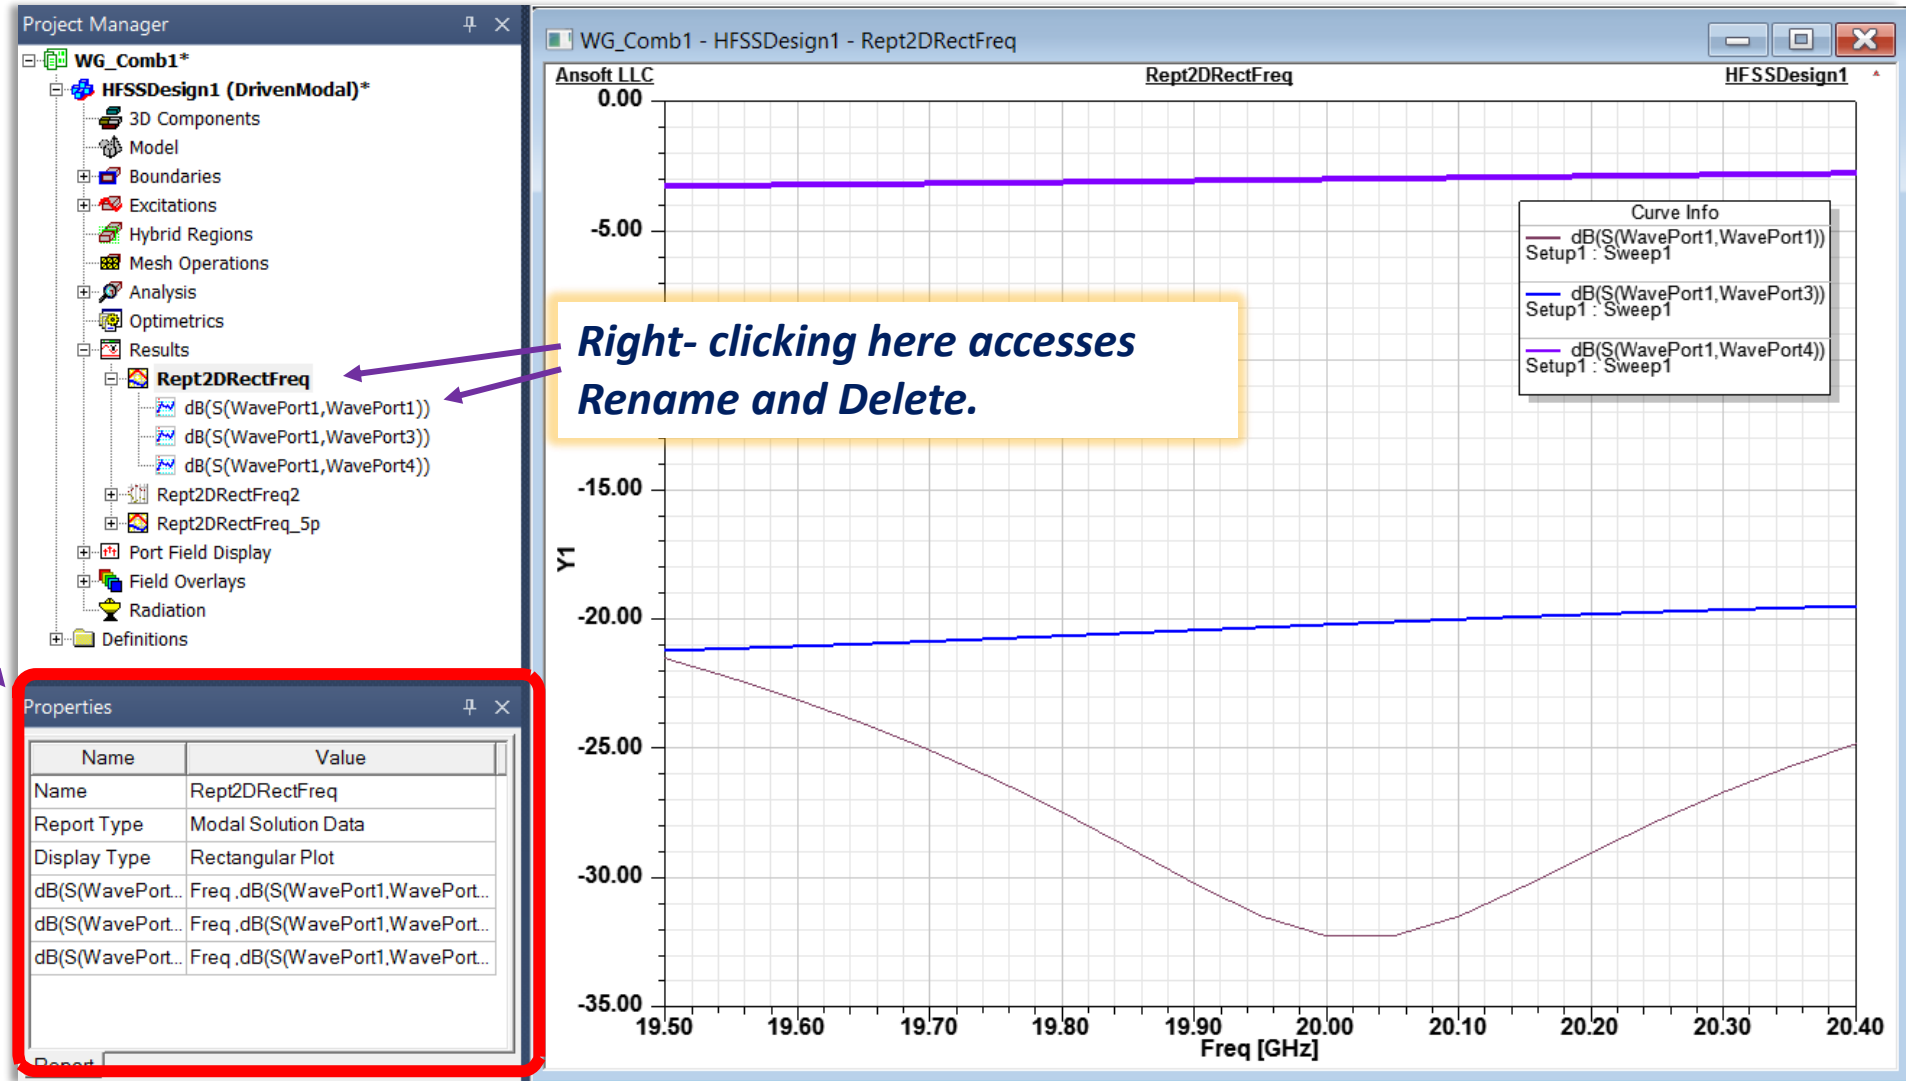 Project Manager
WG_Comb1*
HFSSDesign1 (DrivenModal)*
3D Components
Model
Boundaries
Excitations
Hybrid Regions
Mesh Operations
Analysis
Optimetrics
Results
Rept2DRectFreq
dB(S(WavePort1,WavePort1))
dB(S(WavePort1,WavePort3))
dB(S(WavePort1,WavePort4))
Rept2DRectFreq2
Rept2DRectFreq_5p
Port Field Display
Field Overlays
Radiation
Definitions
Properties
Name Value
Name Rept2DRectFreq
Report Type Modal Solution Data
Display Type Rectangular Plot
dB(S(WavePort... Freq ,dB(S(WavePort1,WavePort...
dB(S(WavePort... Freq ,dB(S(WavePort1,WavePort...
dB(S(WavePort... Freq ,dB(S(WavePort1,WavePort...
Report
WG_Comb1 - HFSSDesign1 - Rept2DRectFreq
Ansoft LLC Rept2DRectFreq HFSSDesign1
0.00
-5.00
Curve Info
dB(S(WavePort1,WavePort1))
Setup1 : Sweep1
dB(S(WavePort1,WavePort3))
Setup1 : Sweep1
dB(S(WavePort1,WavePort4))
Setup1 : Sweep1
Right- clicking here accesses
Rename and Delete.
-15.00
Y1
-20.00
-25.00
-30.00
-35.00
19.50 19.60 19.70 19.80 19.90 20.00 20.10 20.20 20.30 20.40
Freq [GHz]